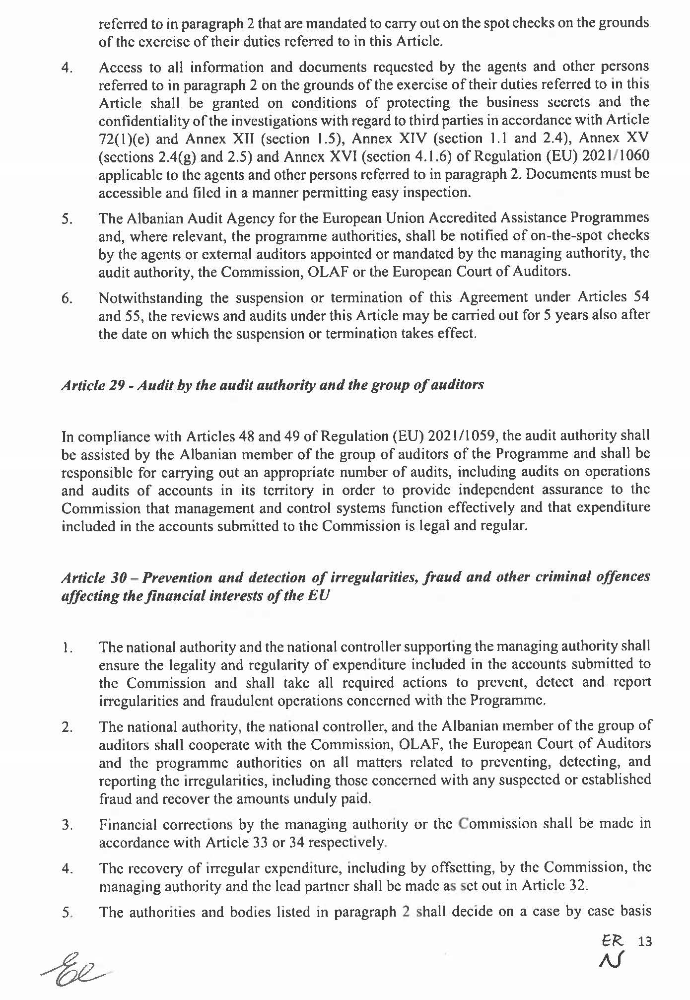 referred to in paragraph 2 that are mandated to carry out on the spot checks on the grounds
of the exercise of their duties referred to in this Article.
4. Access to all information and documents requested by the agents and other persons
referred to in paragraph 2 on the grounds of the exercise of their duties referred to in this
Article shall be granted on conditions of protecting the business secrets and the
confidentiality of the investigations with regard to third parties in accordance with Article
72(1)(e) and Annex XII (section 1.5), Annex XIV (section 1.1 and 2.4), Annex XV
(sections 2.4(g) and 2.5) and Annex XVI (section 4.1.6) of Regulation (EU) 2021/1060
applicable to the agents and other persons referred to in paragraph 2. Documents must be
accessible and filed in a manner permitting easy inspection.
5. The Albanian Audit Agency for the European Union Accredited Assistance Programmes
and, where relevant, the programme authorities, shall be notified of on-the-spot checks
by the agents or external auditors appointed or mandated by the managing authority, the
audit authority, the Commission, OLAF or the European Court of Auditors.
6. Notwithstanding the suspension or termination of this Agreement under Articles 54
and 55, the reviews and audits under this Article may be carried out for 5 years also after
the date on which the suspension or termination takes effect.
Article 29 - Audit by the audit authority and the group of auditors
In compliance with Articles 48 and 49 of Regulation (EU) 2021/1059, the audit authority shall
be assisted by the Albanian member of the group of auditors of the Programme and shall be
responsible for carrying out an appropriate number of audits, including audits on operations
and audits of accounts in its territory in order to provide independent assurance to the
Commission that management and control systems function effectively and that expenditure
included in the accounts submitted to the Commission is legal and regular.
Article 30 – Prevention and detection of irregularities, fraud and other criminal offences
affecting the financial interests of the EU
1. The national authority and the national controller supporting the managing authority shall
ensure the legality and regularity of expenditure included in the accounts submitted to
the Commission and shall take all required actions to prevent, detect and report
irregularities and fraudulent operations concerned with the Programme.
2. The national authority, the national controller, and the Albanian member of the group of
auditors shall cooperate with the Commission, OLAF, the European Court of Auditors
and the programme authorities on all matters related to preventing, detecting, and
reporting the irregularities, including those concerned with any suspected or established
fraud and recover the amounts unduly paid.
3. Financial corrections by the managing authority or the Commission shall be made in
accordance with Article 33 or 34 respectively.
4. The recovery of irregular expenditure, including by offsetting, by the Commission, the
managing authority and the lead partner shall be made as set out in Article 32.
5. The authorities and bodies listed in paragraph 2 shall decide on a case by case basis
ER 13